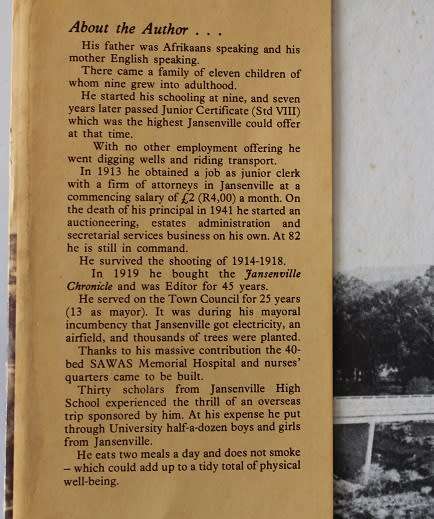 About the Author . . .
His father was Afrikaans speaking and his
mother English speaking.
There came a family of eleven children of
whom nine grew into adulthood.
He started his schooling at nine, and seven
years later passed Junior Certificate (Std VIII)
which was the highest Jansenville could offer
at that time.
With no other employment offering he
went digging wells and riding transport.
In 1913 he obtained a job as junior clerk
with a firm of attorneys in Jansenville at a
commencing salary of £2 (R4,00) a month. On
the death of his principal in 1941 he started an
auctioneering, estates administration and
secretarial services business on his own. At 82
he is still in command.
He survived the shooting of 1914-1918.
In 1919 he bought the Jansenville
Chronicle and was Editor for 45 years.
He served on the Town Council for 25 years
(13 as mayor). It was during his mayoral
incumbency that Jansenville got electricity, an
airfield, and thousands of trees were planted.
Thanks to his massive contribution the 40-
bed SAWAS Memorial Hospital and nurses'
quarters came to be built.
Thirty scholars from Jansenville High
School experienced the thrill of an overseas
trip sponsored by him. At his expense he put
through University half-a-dozen boys and girls
from Jansenville.
He eats two meals a day and does not smoke
– which could add up to a tidy total of physical
well-being.